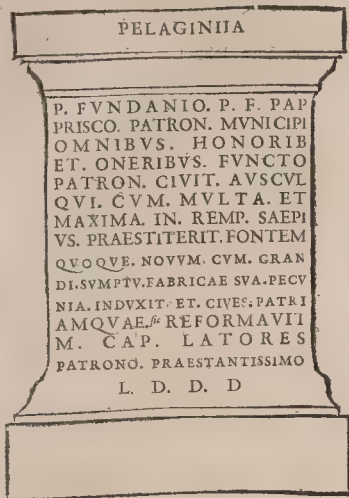 PELAGINIIA
P. FVNDANIO. P. F. PAP
PRISCO. PATRON. MVNICIPI
OMNIBVS. HONORIB
ET. ONERIBVS. FVNCTO
PATRON. CIVIT. AVSCVL
QVI. CVM. MVLTA. ET
MAXIMA. IN. REMP. SAEPI
VS. PRAESTITERIT. FONTEM
QVOQVE. NOVVM. CVM. GRAN
DI. SVMPTV. FABRICAE SVA. PECV
NIA. INDVXIT. ET. CIVES. PATRI
AMQVAE. sic REFORMAVIT
M. CAP. LATORES
PATRONO. PRAESTANTISSIMO
L. D. D. D